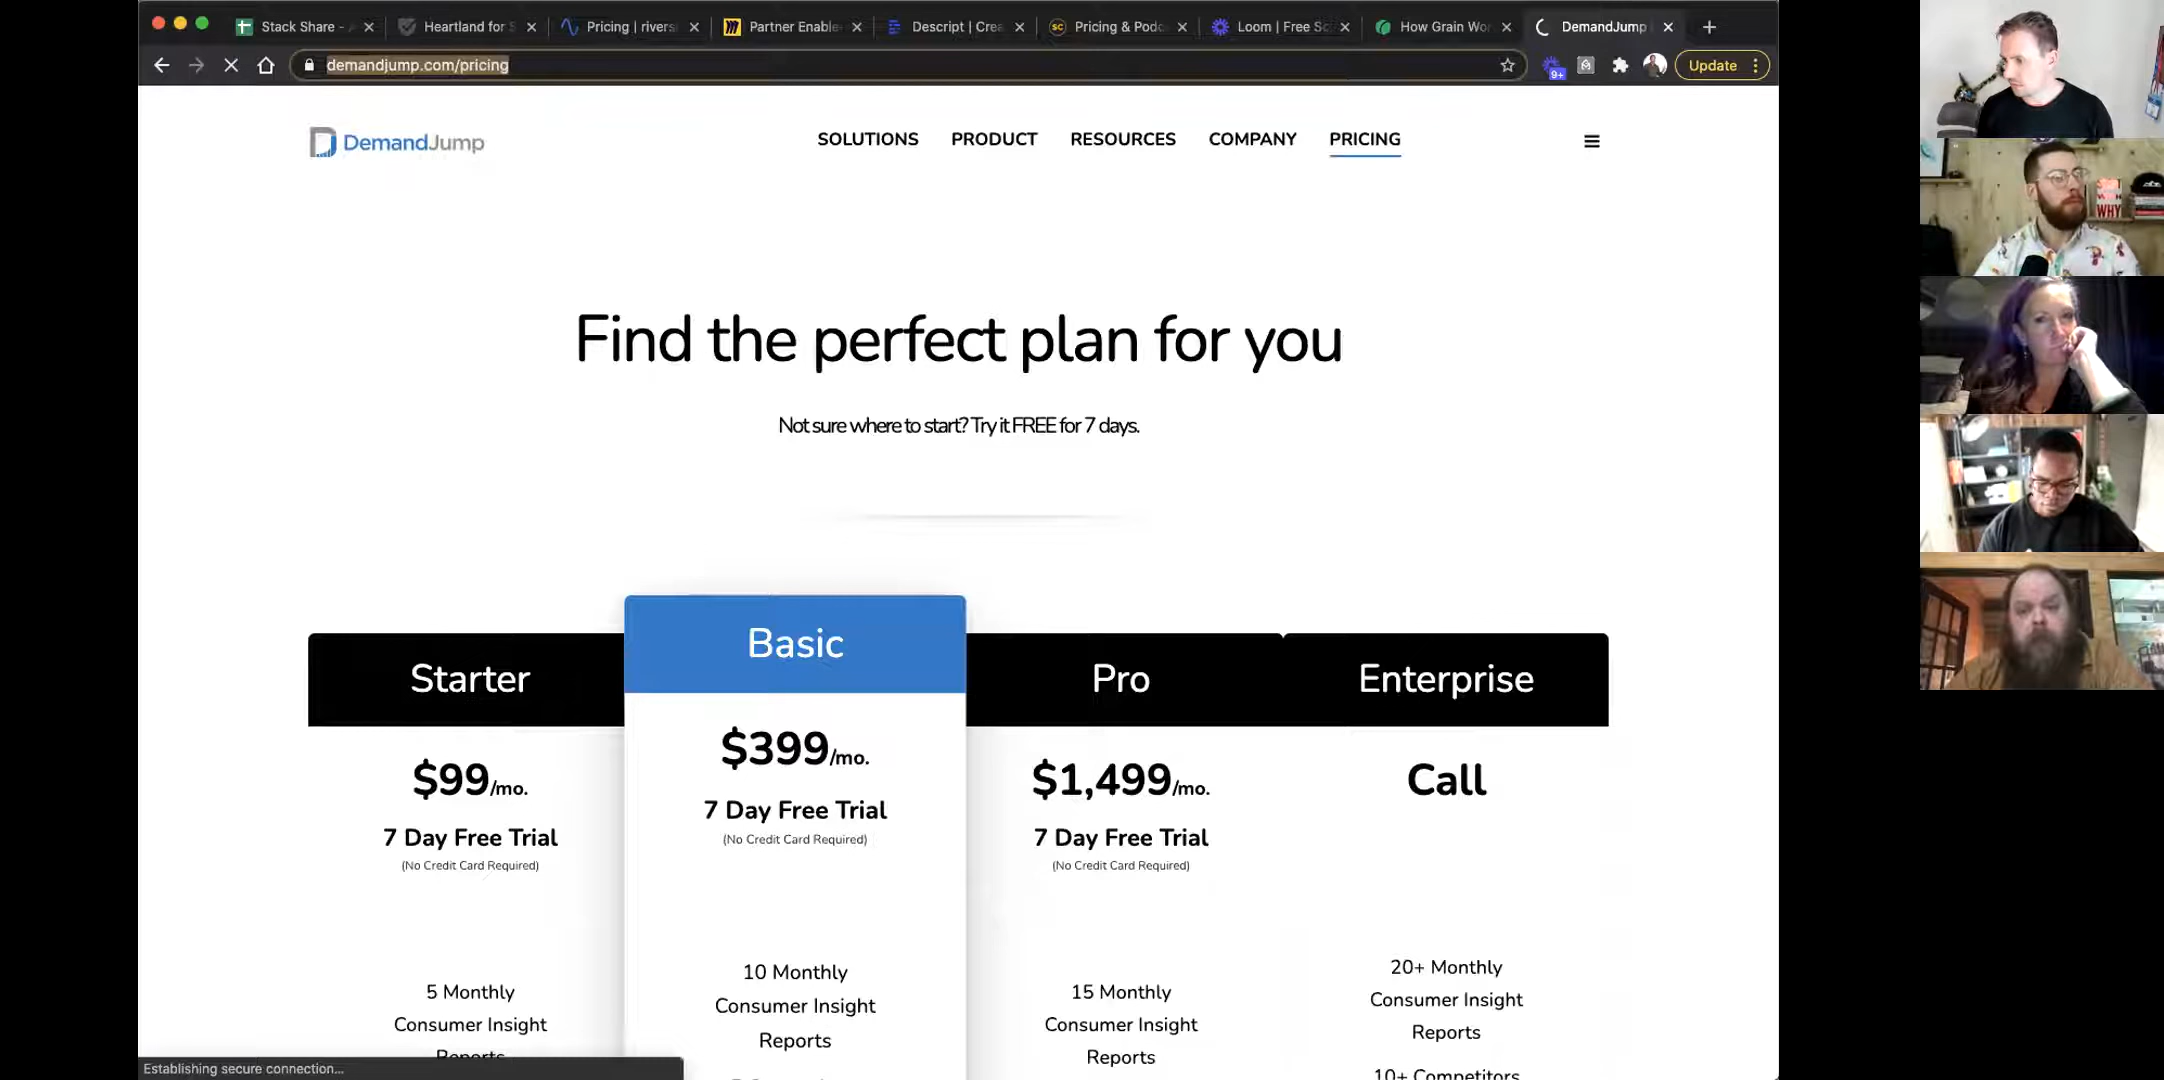 Stack Share - A
Heartland for S
Pricing | rivers
Partner Enable
Descript | Crea
Pricing & Podc
Loom | Free Sc
How Grain Wor
DemandJump
demandjump.com/pricing
9+
Update
DemandJump
SOLUTIONS PRODUCT RESOURCES COMPANY PRICING
Find the perfect plan for you
Not sure where to start? Try it FREE for 7 days.
Starter
Basic
Pro
Enterprise
$99/mo.
7 Day Free Trial
(No Credit Card Required)
5 Monthly
Consumer Insight
Reports
$399/mo.
7 Day Free Trial
(No Credit Card Required)
10 Monthly
Consumer Insight
Reports
$1,499/mo.
7 Day Free Trial
(No Credit Card Required)
15 Monthly
Consumer Insight
Reports
Call
20+ Monthly
Consumer Insight
Reports
10+ Competitors
Establishing secure connection...
WHY